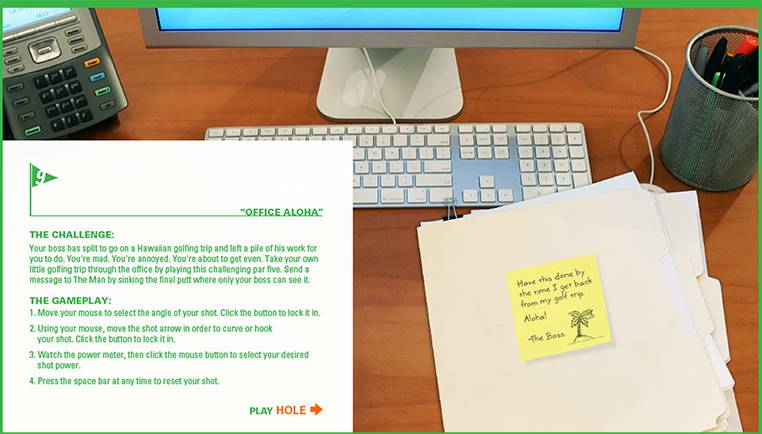 9
"OFFICE ALOHA"
THE CHALLENGE:
Your boss has split to go on a Hawaiian golfing trip and left a pile of his work for
you to do. You're mad. You're annoyed. You're about to get even. Take your own
little golfing trip through the office by playing this challenging par five. Send a
message to The Man by sinking the final putt where only your boss can see it.
THE GAMEPLAY:
1. Move your mouse to select the angle of your shot. Click the button to lock it in.
2. Using your mouse, move the shot arrow in order to curve or hook
your shot. Click the button to lock it in.
3. Watch the power meter, then click the mouse button to select your desired
shot power.
4. Press the space bar at any time to reset your shot.
PLAY HOLE
Have this done by
the time I get back
from my golf trip.
Aloha!
-The Boss